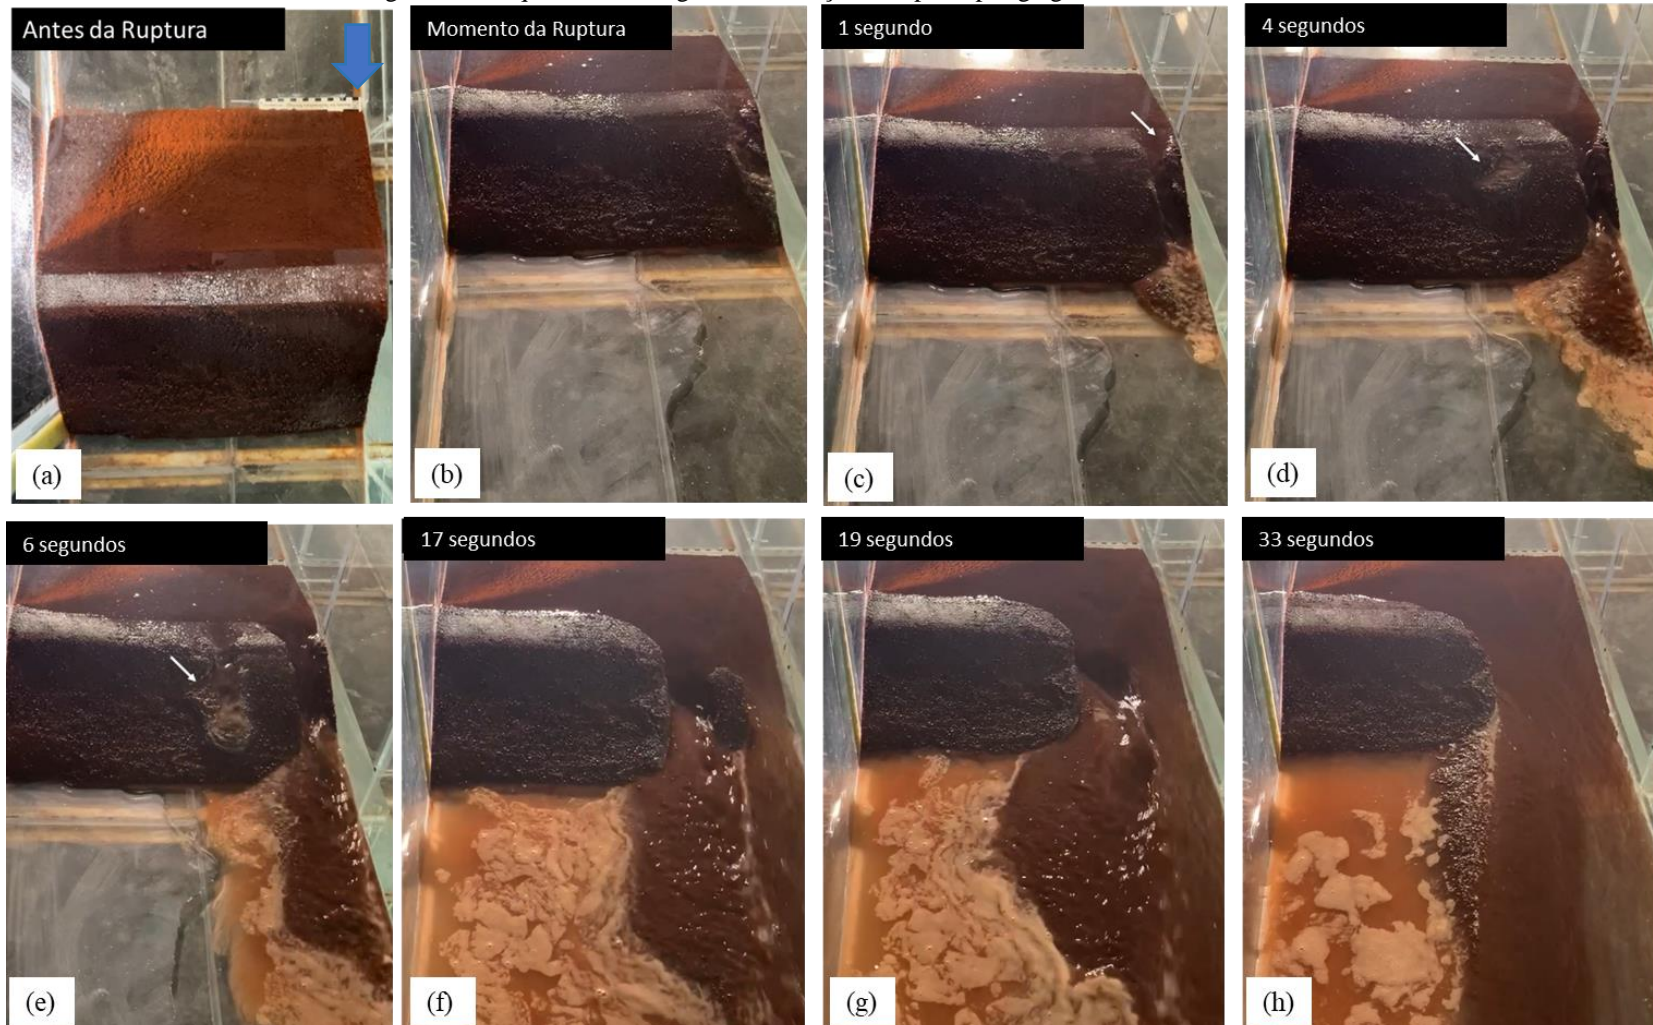 Antes da Ruptura
Momento da Ruptura
1 segundo
4 segundos
(a)
(b)
(c)
(d)
6 segundos
17 segundos
19 segundos
33 segundos
(e)
(f)
(g)
(h)